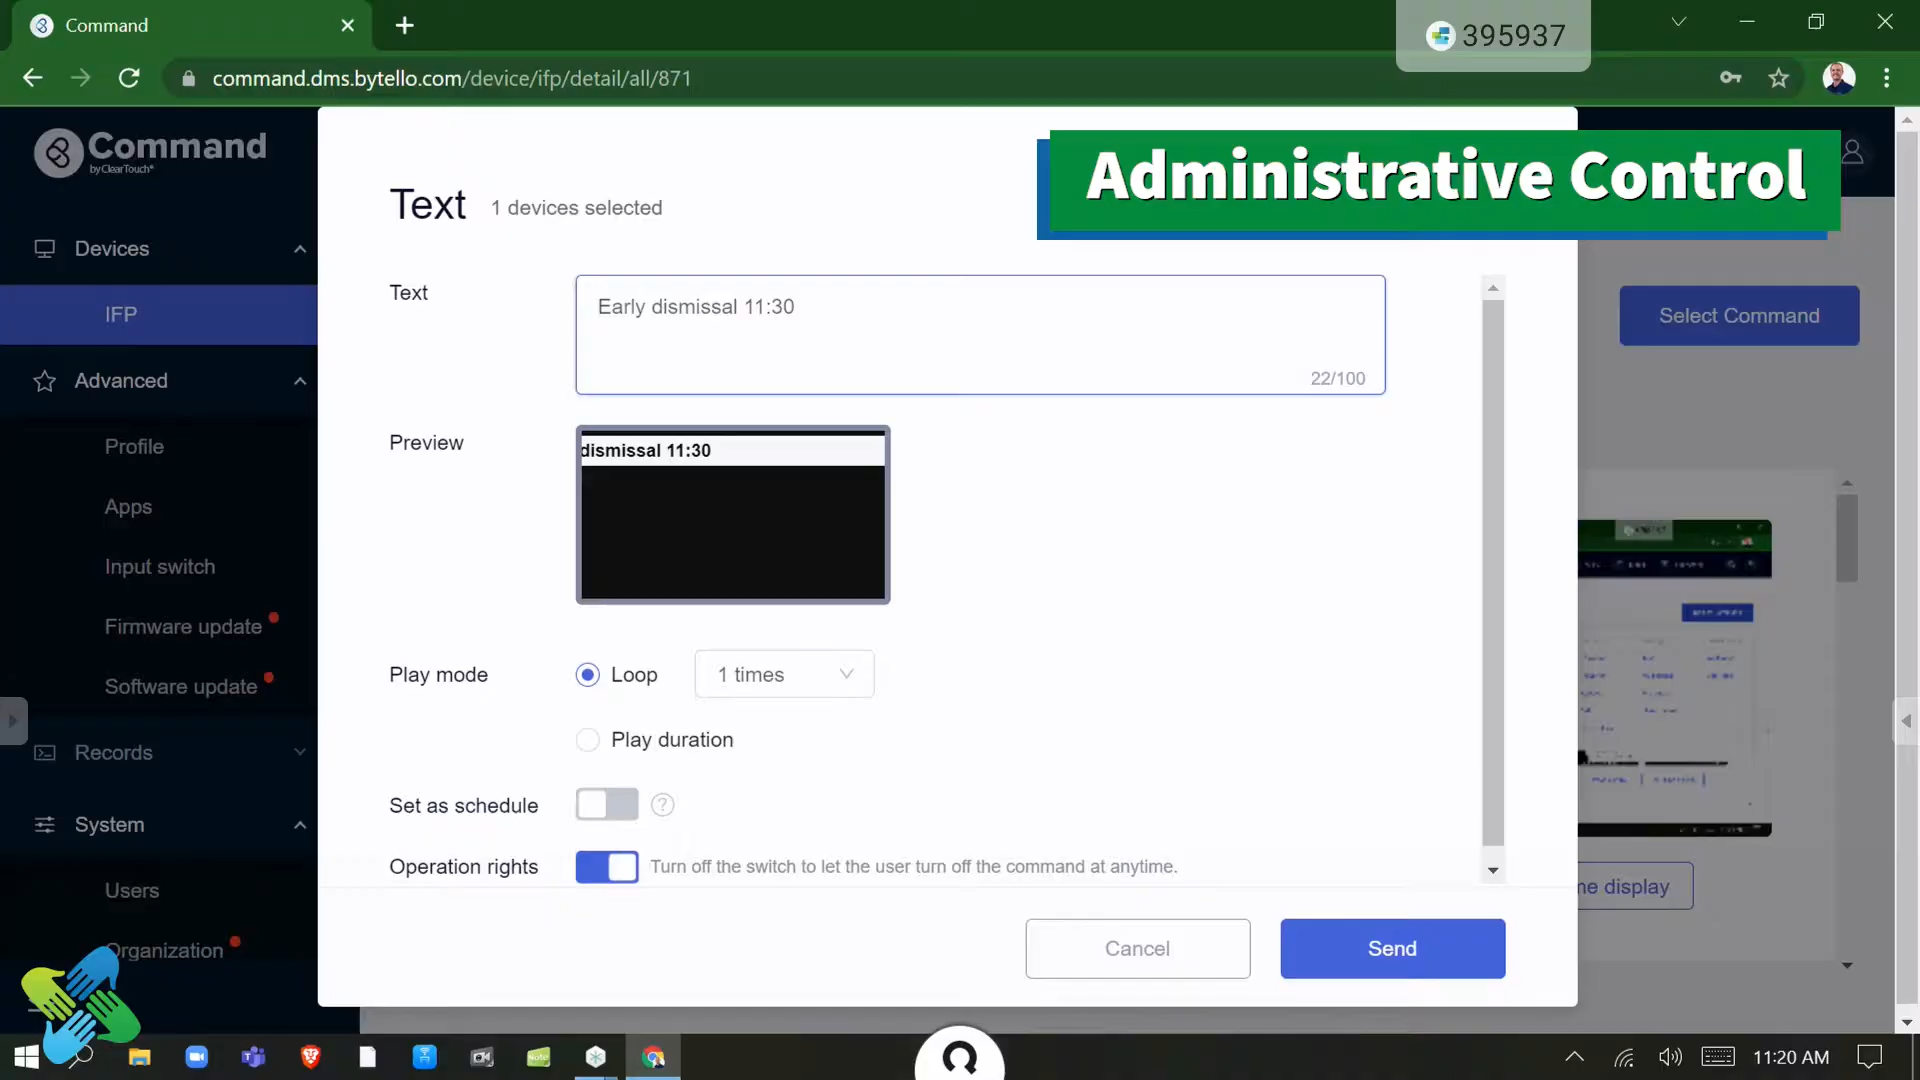 Command
395937
command.dms.bytello.com/device/ifp/detail/all/871
Command
by ClearTouch®
Administrative Control
Text
1 devices selected
Devices
IFP
Advanced
Profile
Apps
Input switch
Firmware update
Software update
Records
System
Users
Organization
Text
Early dismissal 11:30
22/100
Select Command
Preview
dismissal 11:30
Play mode
Loop
1 times
Play duration
Set as schedule
?
Operation rights
Turn off the switch to let the user turn off the command at anytime.
me display
Cancel
Send
11:20 AM